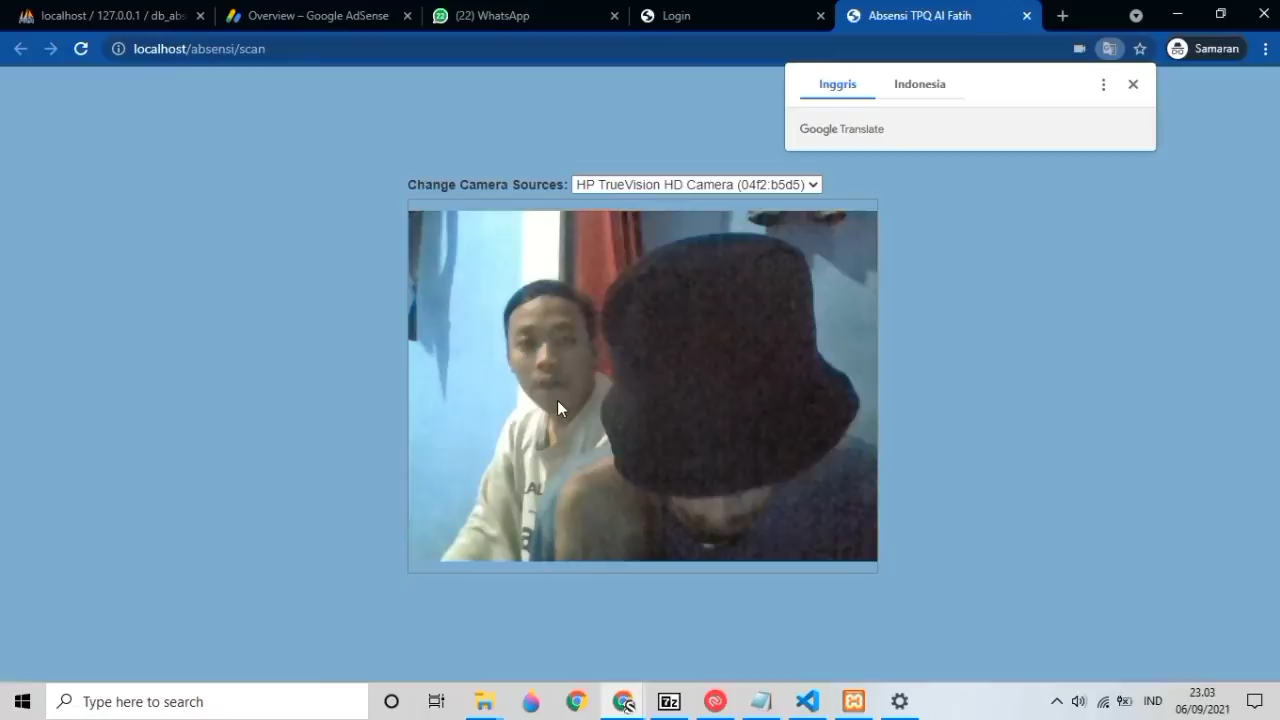 localhost / 127.0.0.1 / db_abs
Overview – Google AdSense
(22) WhatsApp
Login
Absensi TPQ Al Fatih
localhost/absensi/scan
Samaran
Inggris
Indonesia
Google Translate
Change Camera Sources:
HP TrueVision HD Camera (04f2:b5d5)
Type here to search
7z
IND
23.03
06/09/2021